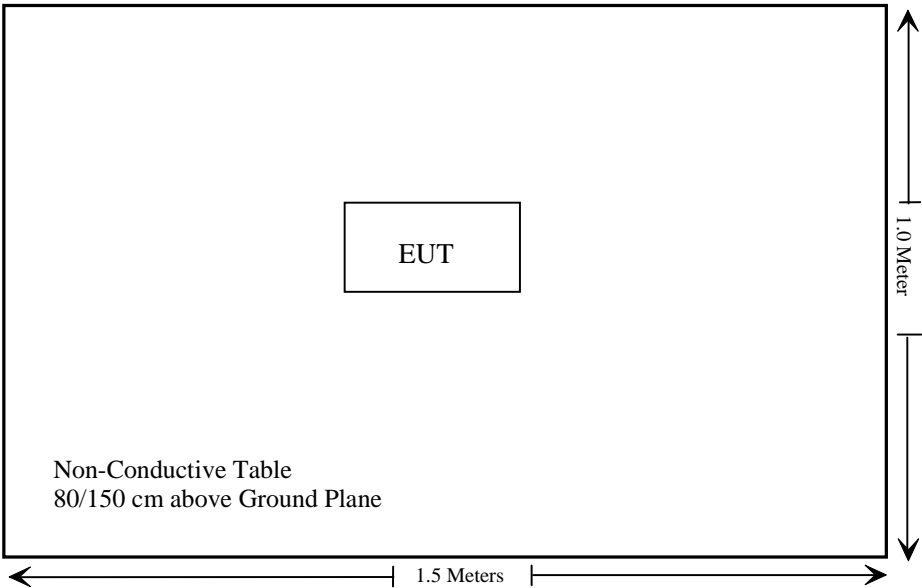 EUT
1.0 Meter
Non-Conductive Table
80/150 cm above Ground Plane
1.5 Meters